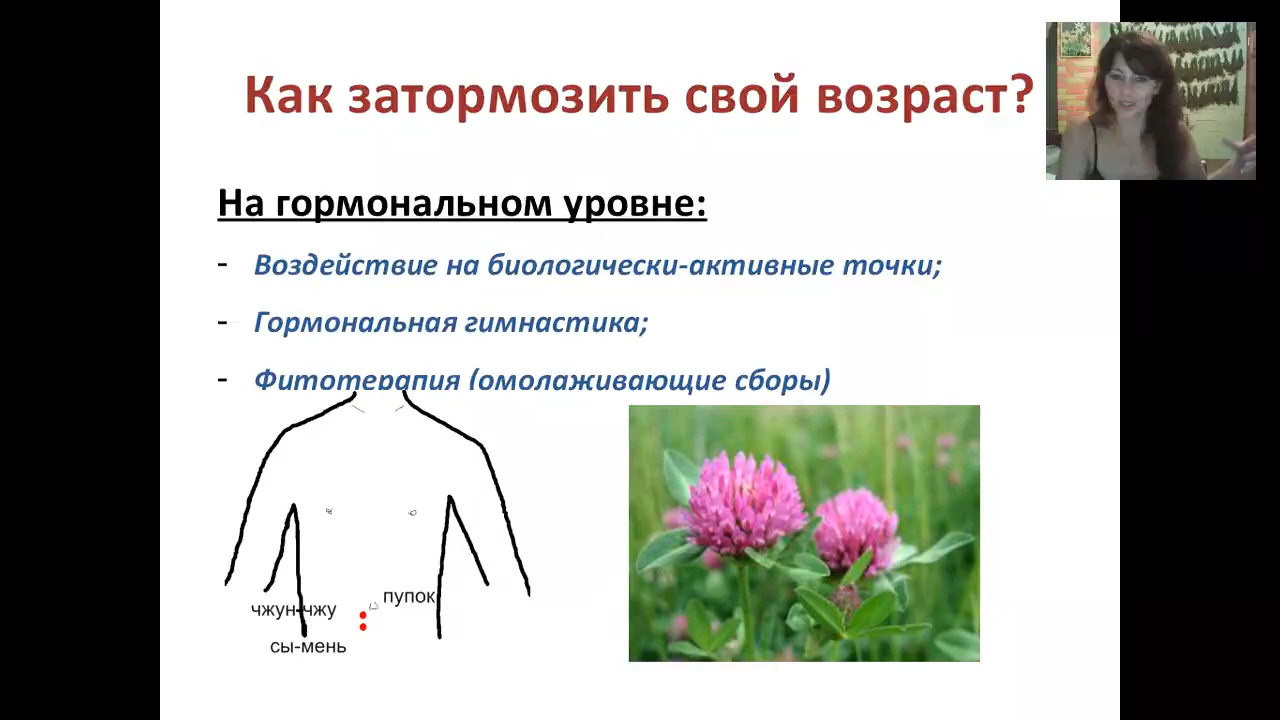 Как затормозить свой возраст?
На гормональном уровне:
- Воздействие на биологически-активные точки;
- Гормональная гимнастика;
- Фитотерапия (омолаживающие сборы)
пупок
чжун-чжу
сы-мень